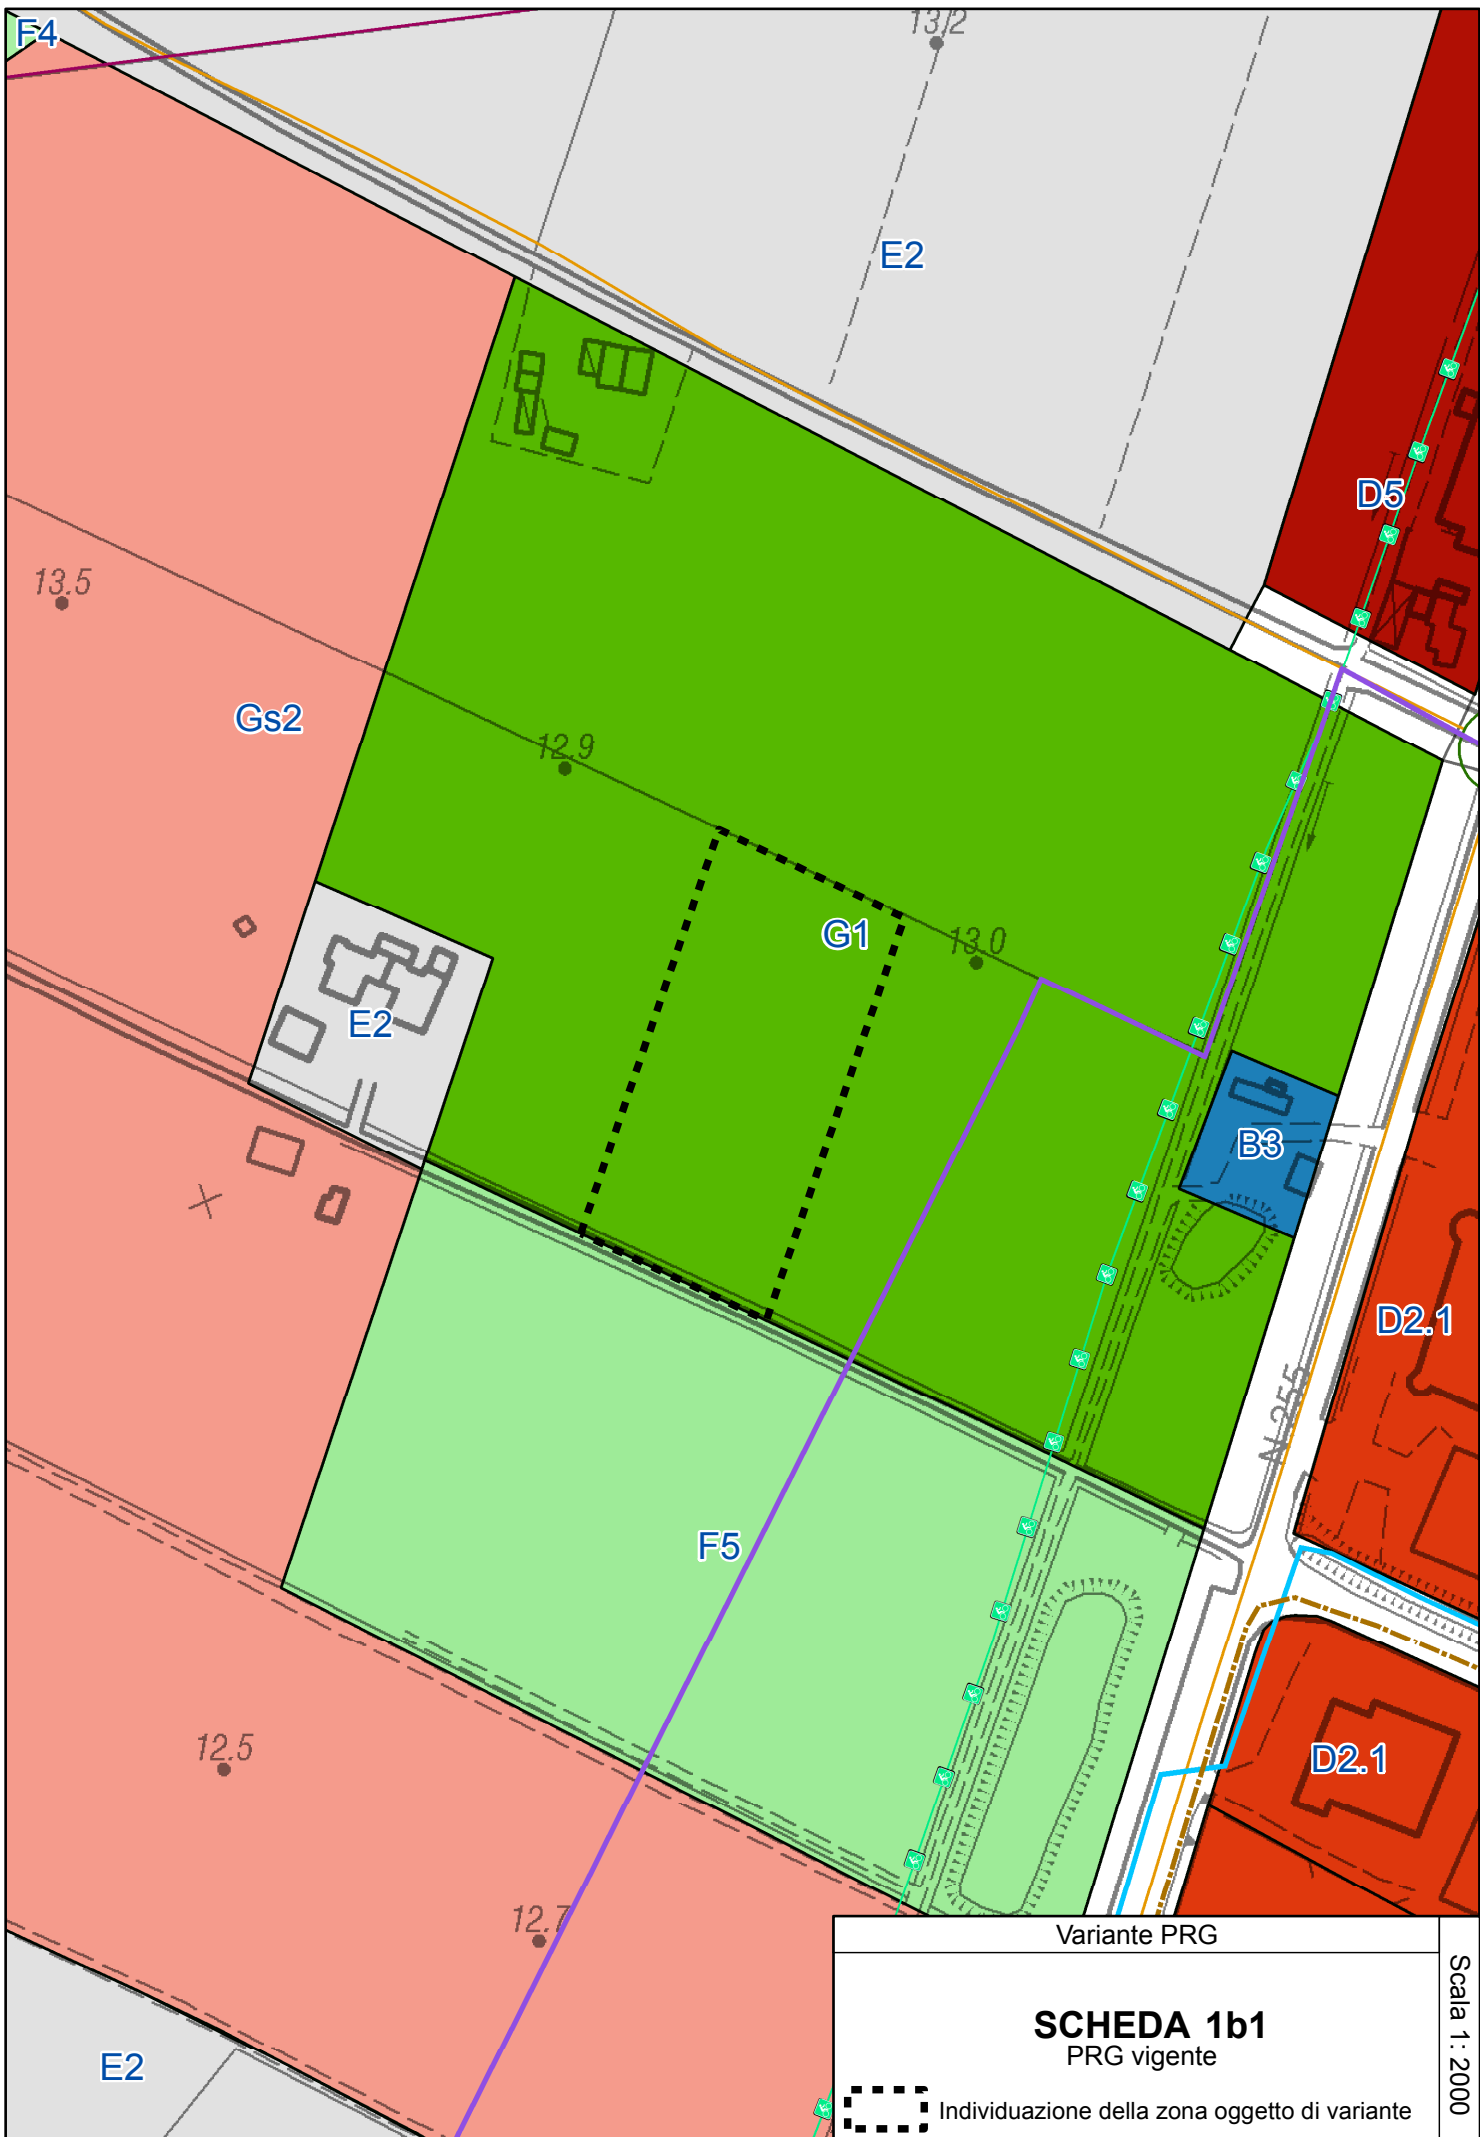 F4
13.2
E2
D5
13.5
Gs2
12.9
G1
13.0
E2
B3
D2.1
N 255
F5
12.5
D2.1
12.7
E2
Variante PRG
SCHEDA 1b1
PRG vigente
Individuazione della zona oggetto di variante
Scala 1: 2000